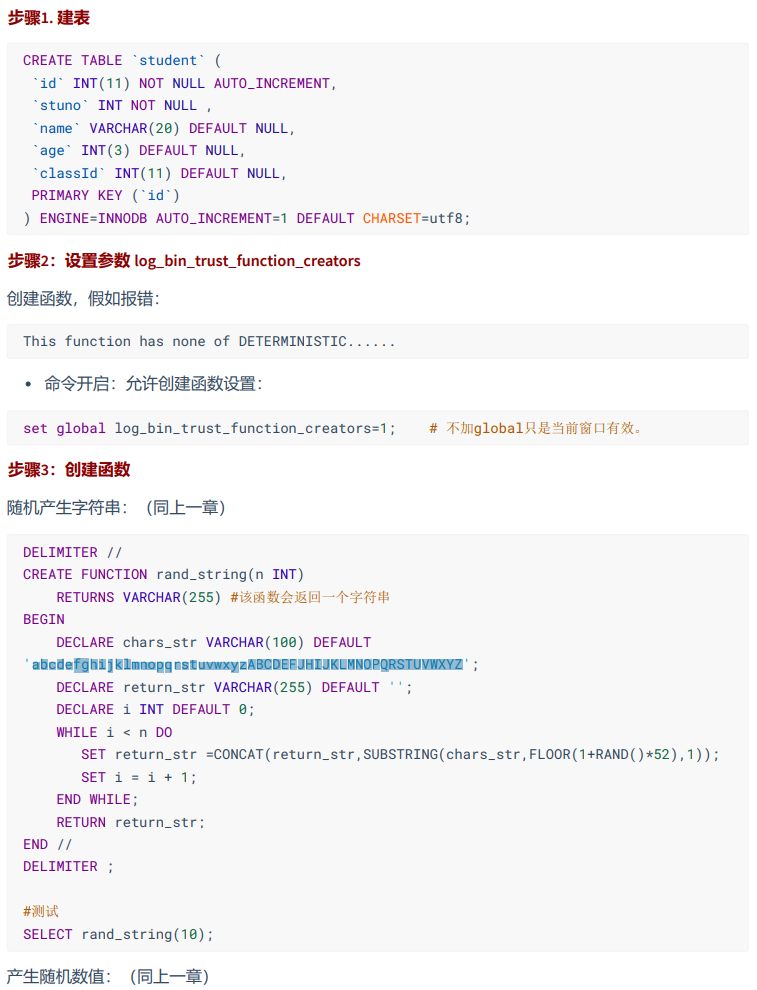 步骤1. 建表
CREATE TABLE `student` (
`id` INT(11) NOT NULL AUTO_INCREMENT,
`stuno` INT NOT NULL ,
`name` VARCHAR(20) DEFAULT NULL,
`age` INT(3) DEFAULT NULL,
`classId` INT(11) DEFAULT NULL,
PRIMARY KEY (`id`)
) ENGINE=INNODB AUTO_INCREMENT=1 DEFAULT CHARSET=utf8;
步骤2：设置参数 log_bin_trust_function_creators
创建函数，假如报错：
This function has none of DETERMINISTIC......
• 命令开启：允许创建函数设置：
set global log_bin_trust_function_creators=1;    # 不加global只是当前窗口有效。
步骤3：创建函数
随机产生字符串：（同上一章）
DELIMITER //
CREATE FUNCTION rand_string(n INT)
RETURNS VARCHAR(255) #该函数会返回一个字符串
BEGIN
DECLARE chars_str VARCHAR(100) DEFAULT
'abcdefghijklmnopqrstuvwxyzABCDEFJHIJKLMNOPQRSTUVWXYZ';
DECLARE return_str VARCHAR(255) DEFAULT '';
DECLARE i INT DEFAULT 0;
WHILE i < n DO
SET return_str =CONCAT(return_str,SUBSTRING(chars_str,FLOOR(1+RAND()*52),1));
SET i = i + 1;
END WHILE;
RETURN return_str;
END //
DELIMITER ;
#测试
SELECT rand_string(10);
产生随机数值：（同上一章）